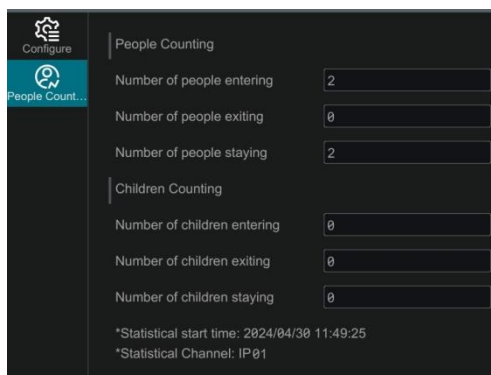 Configure
People Count...
People Counting
Number of people entering 2
Number of people exiting 0
Number of people staying 2
Children Counting
Number of children entering 0
Number of children exiting 0
Number of children staying 0
*Statistical start time: 2024/04/30 11:49:25
*Statistical Channel: IP01